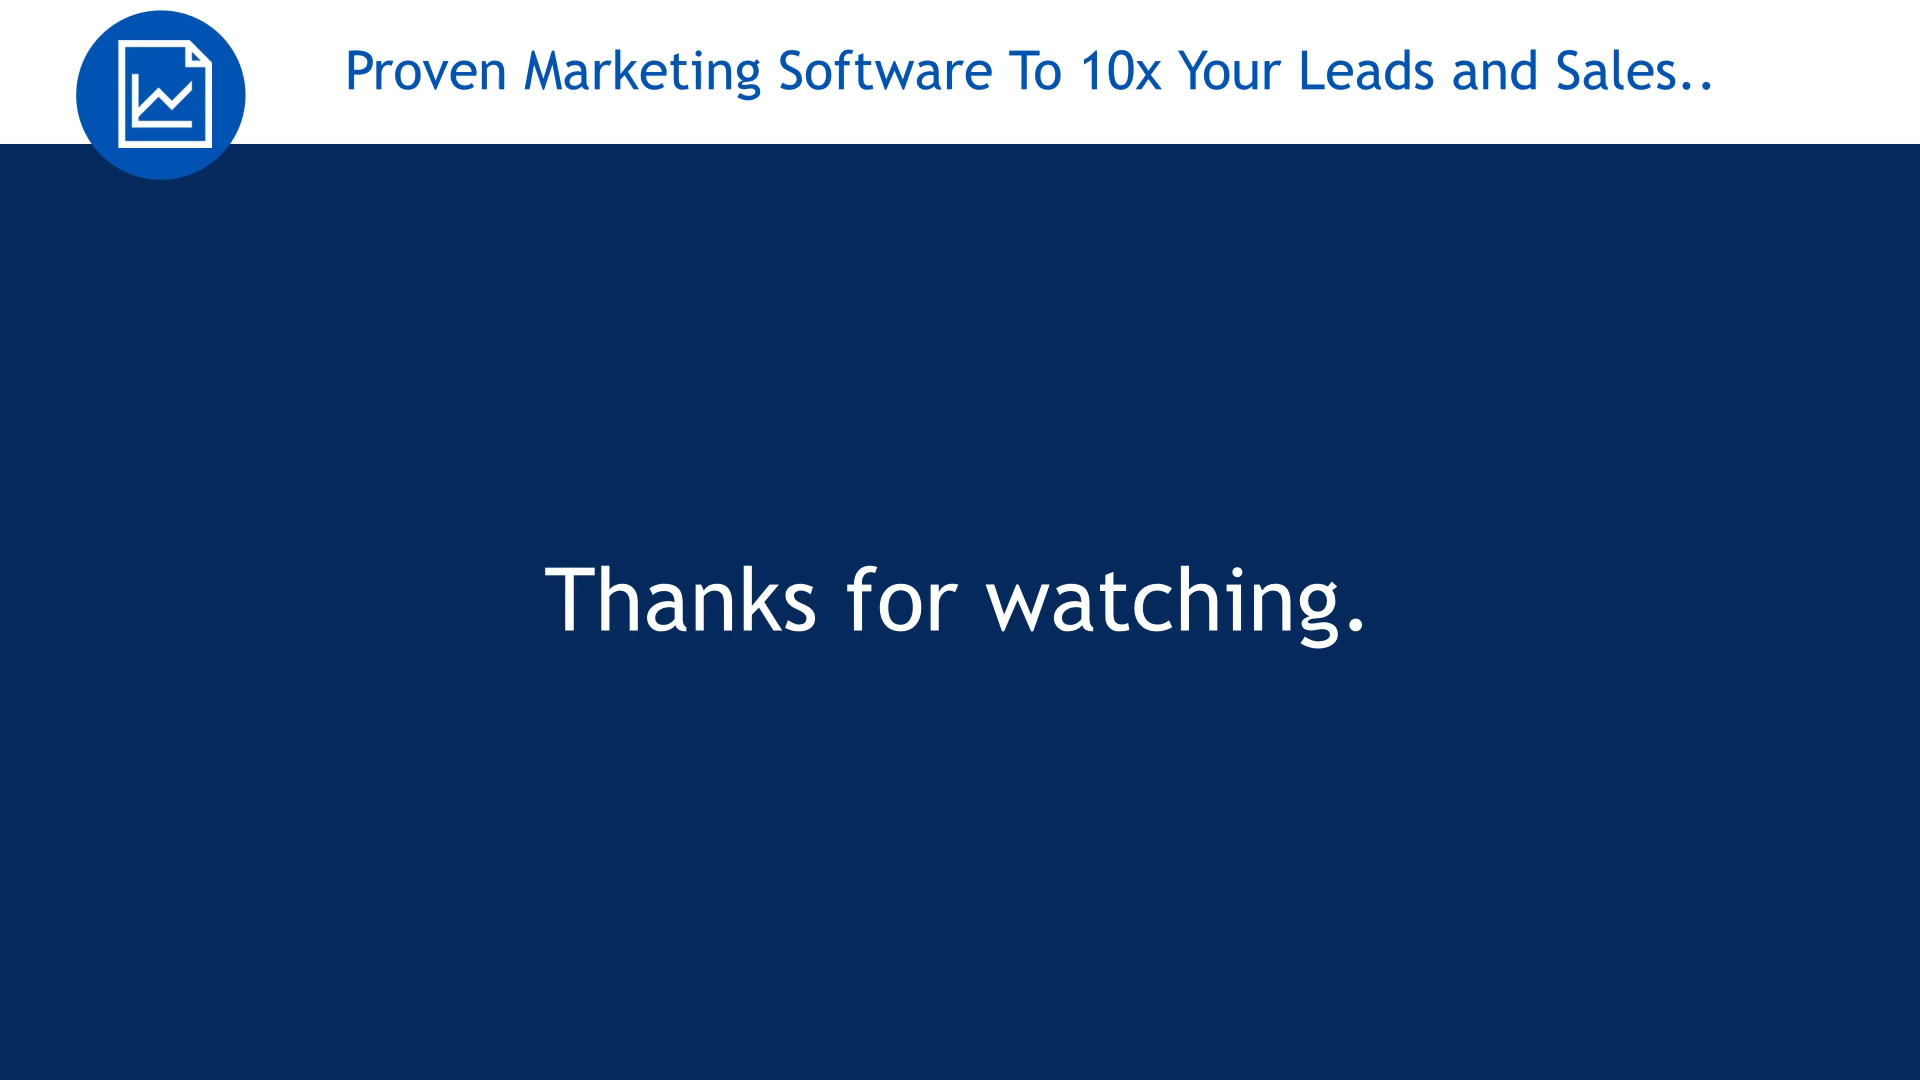 Proven Marketing Software To 10x Your Leads and Sales..
Thanks for watching.